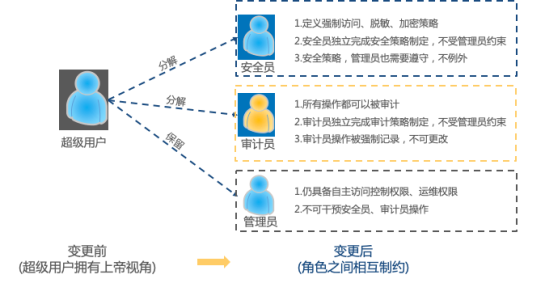 1.定义强制访问、脱敏、加密策略
2.安全员独立完成安全策略制定，不受管理员约束
3.安全策略，管理员也需要遵守，不例外
安全员
分解
1.所有操作都可以被审计
2.审计员独立完成审计策略制定，不受管理员约束
3.审计员操作被强制记录，不可更改
审计员
分解
超级用户
保留
1.仍具备自主访问控制权限、运维权限
2.不可干预安全员、审计员操作
管理员
变更前
(超级用户拥有上帝视角)
变更后
(角色之间相互制约)